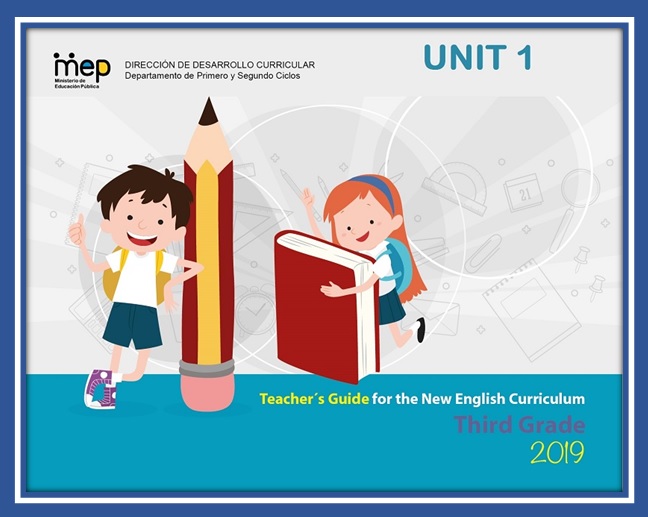 mep
Ministerio de
Educación Pública
DIRECCIÓN DE DESARROLLO CURRICULAR
Departamento de Primero y Segundo Ciclos
UNIT 1
21
Teacher´s Guide for the New English Curriculum
Third Grade
2019